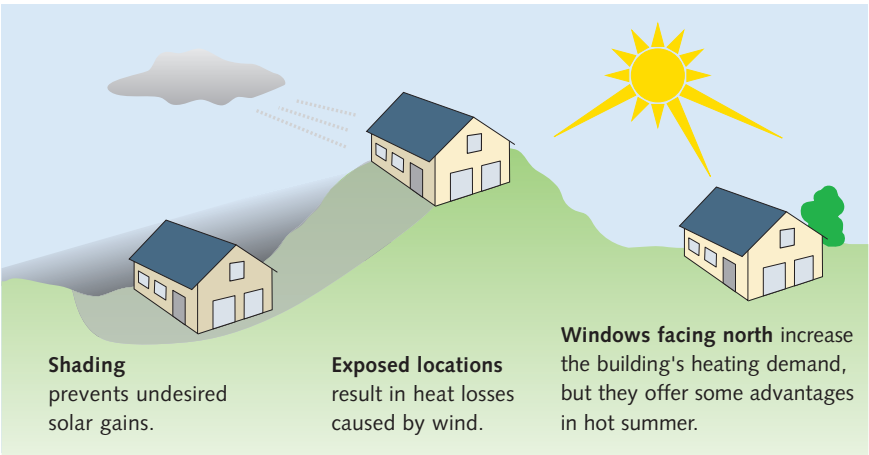 Shading
prevents undesired
solar gains.
Exposed locations
result in heat losses
caused by wind.
Windows facing north increase
the building's heating demand,
but they offer some advantages
in hot summer.